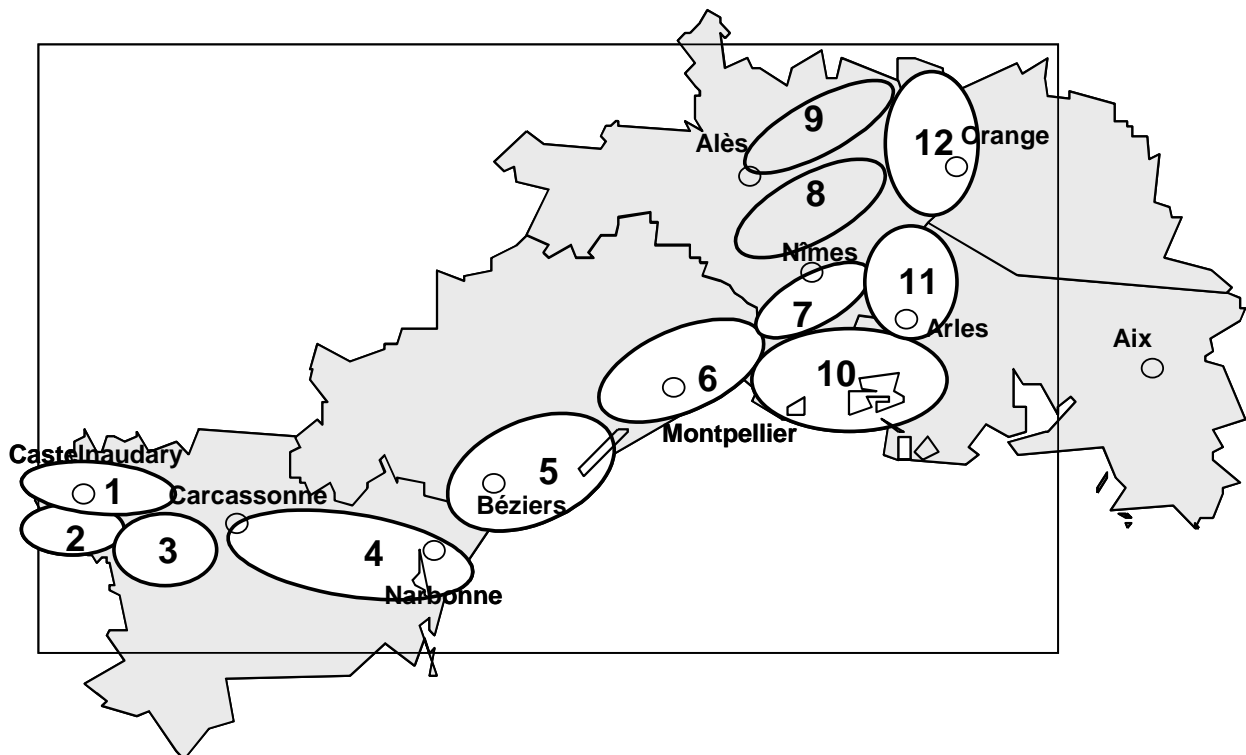 9
12
Orange
Alès
8
Nîmes
11
7
Arles
Aix
10
6
Montpellier
Castelnaudary
5
1
Carcassonne
Béziers
2
3
4
Narbonne